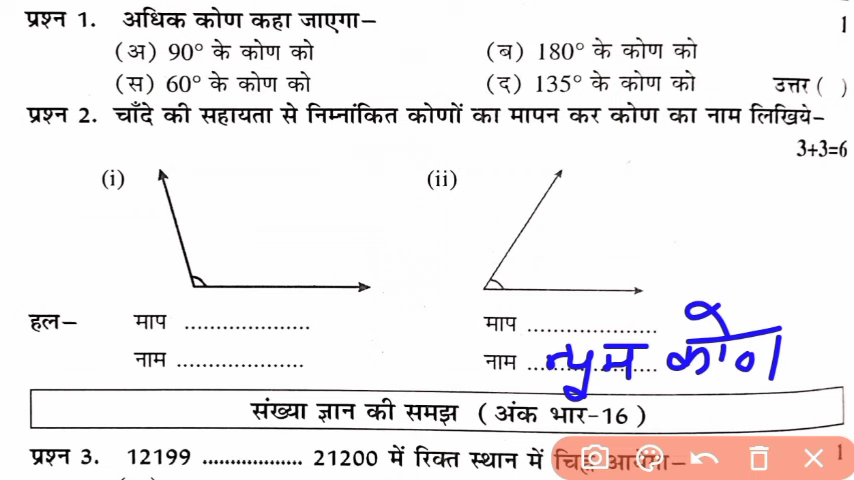 प्रश्न 1. अधिक कोण कहा जाएगा– 1
(अ) 90° के कोण को (ब) 180° के कोण को
(स) 60° के कोण को (द) 135° के कोण को उत्तर ( )
प्रश्न 2. चाँदे की सहायता से निम्नांकित कोणों का मापन कर कोण का नाम लिखिये–
3+3=6
(i) (ii)
हल– माप ..................... माप ......................
नाम ..................... नाम ...................... न्युन कोण
संख्या ज्ञान की समझ ( अंक भार-16 )
प्रश्न 3. 12199 .................. 21200 में रिक्त स्थान में चिह्न आयेगा– 1